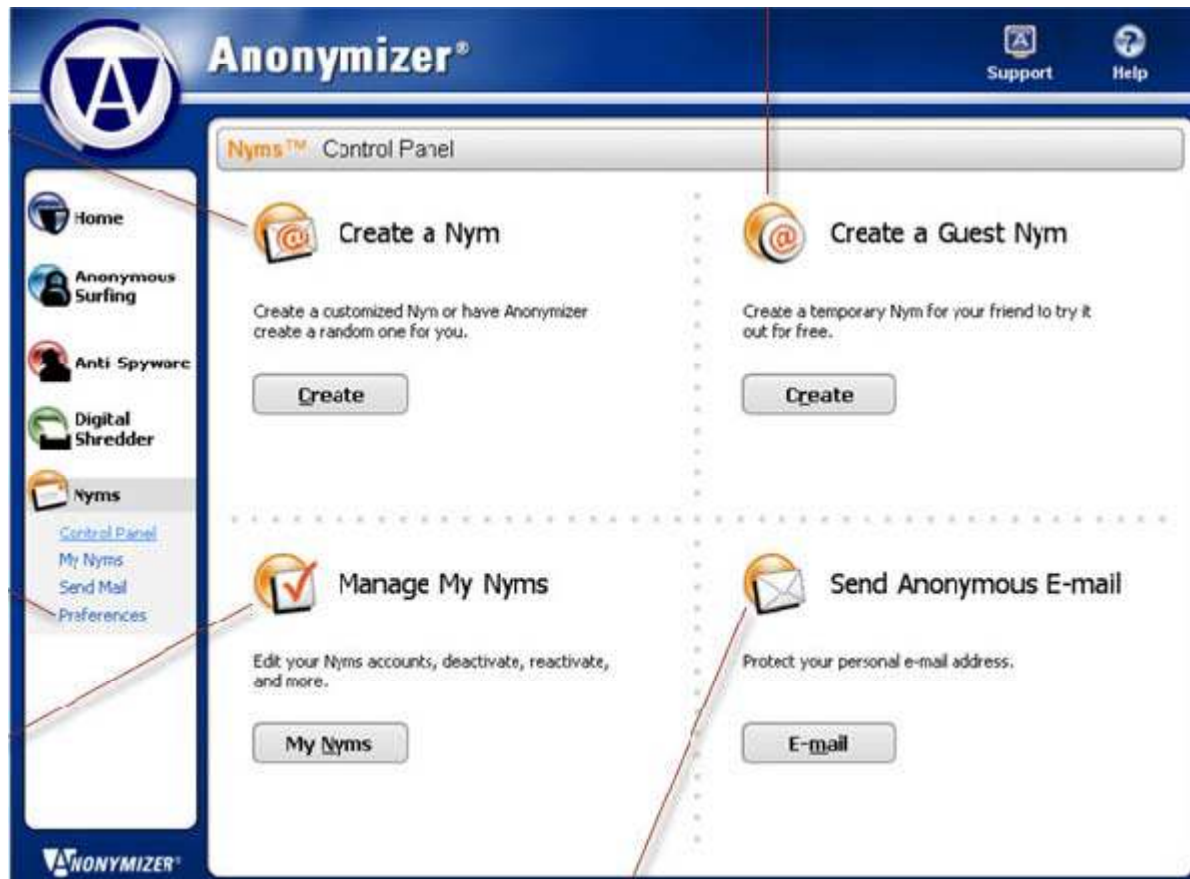 Anonymizer®
Support
Help
Nyms™ Control Panel
Home
Anonymous
Surfing
Anti Spyware
Digital
Shredder
Nyms
Control Panel
My Nyms
Send Mail
Preferences
Create a Nym
Create a customized Nym or have Anonymizer
create a random one for you.
Create
Create a Guest Nym
Create a temporary Nym for your friend to try it
out for free.
Create
Manage My Nyms
Edit your Nyms accounts, deactivate, reactivate,
and more.
My Nyms
Send Anonymous E-mail
Protect your personal e-mail address.
E-mail
ANONYMIZER®